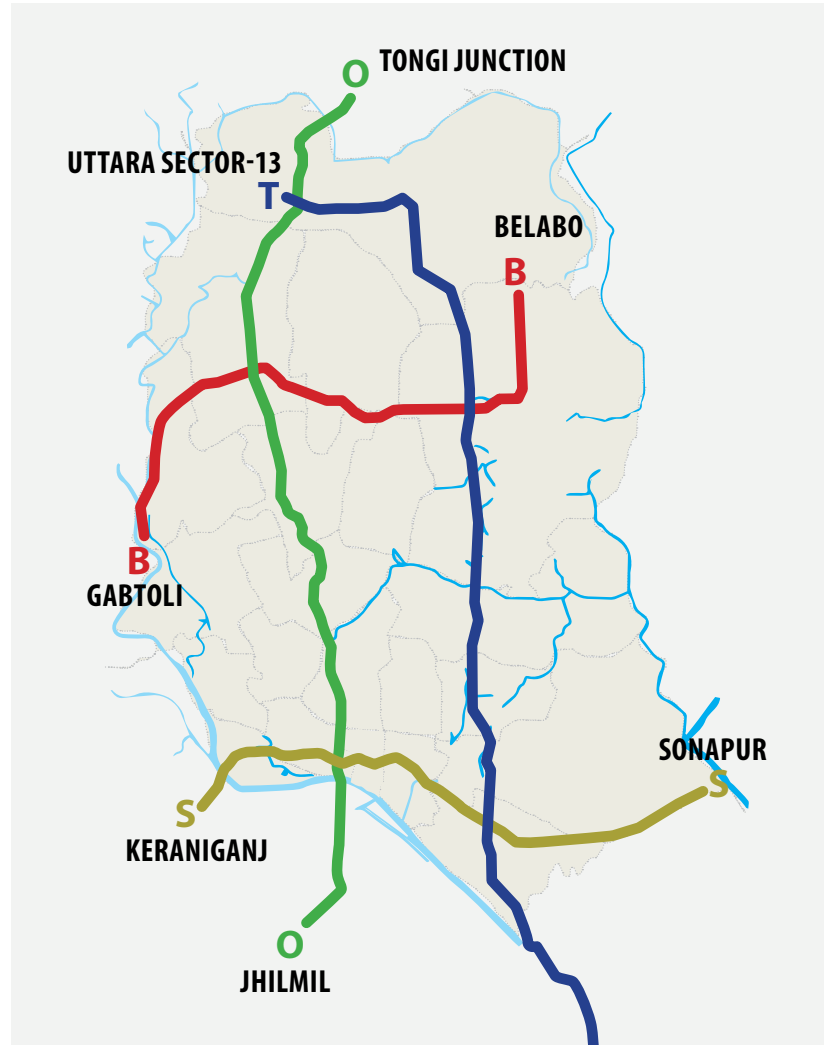 TONGI JUNCTION
O
UTTARA SECTOR-13
T
BELABO
B
B
GABTOLI
SONAPUR
S
S
KERANIGANJ
O
JHILMIL